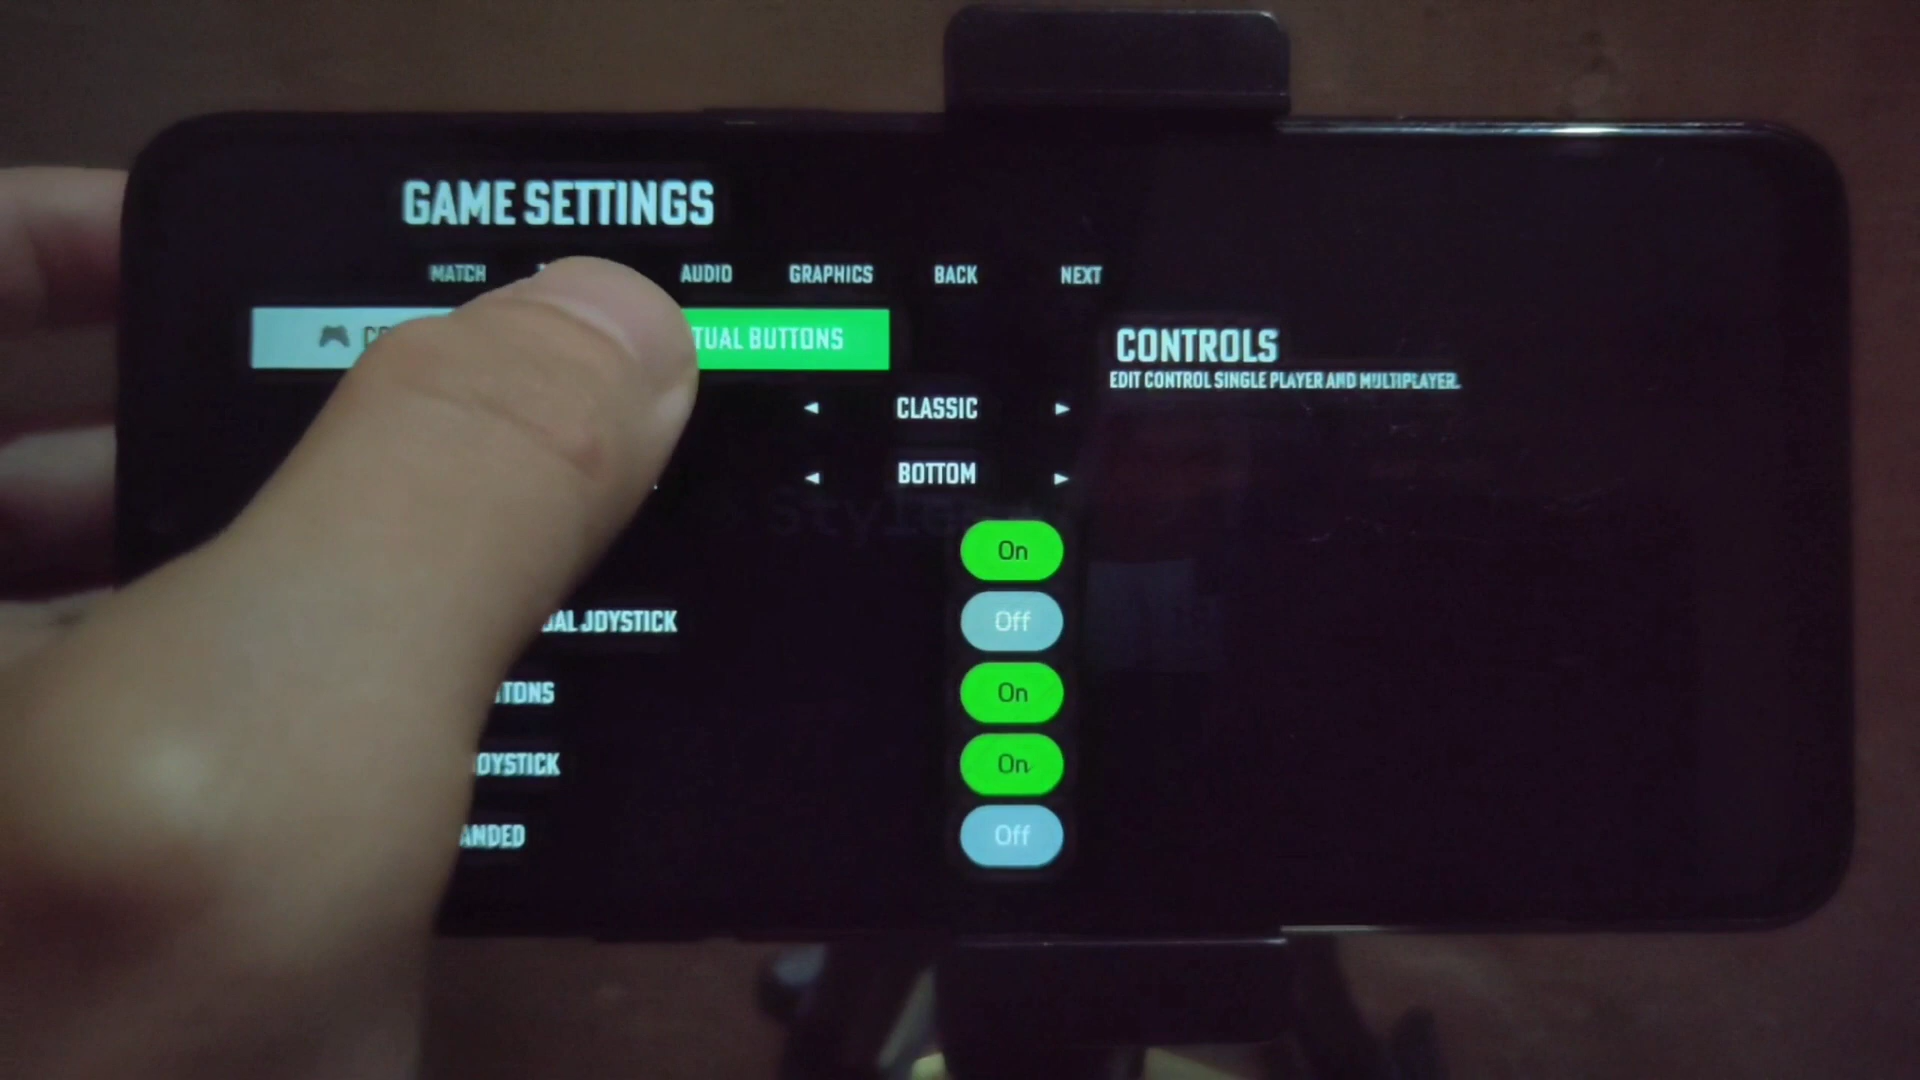 GAME SETTINGS
MATCH AUDIO GRAPHICS BACK NEXT
TUAL BUTTONS
CONTROLS
EDIT CONTROL SINGLE PLAYER AND MULTIPLAYER.
◄ CLASSIC ►
◄ BOTTOM ►
On
JOYSTICK Off
TONS On
OYSTICK On
ANDED Off